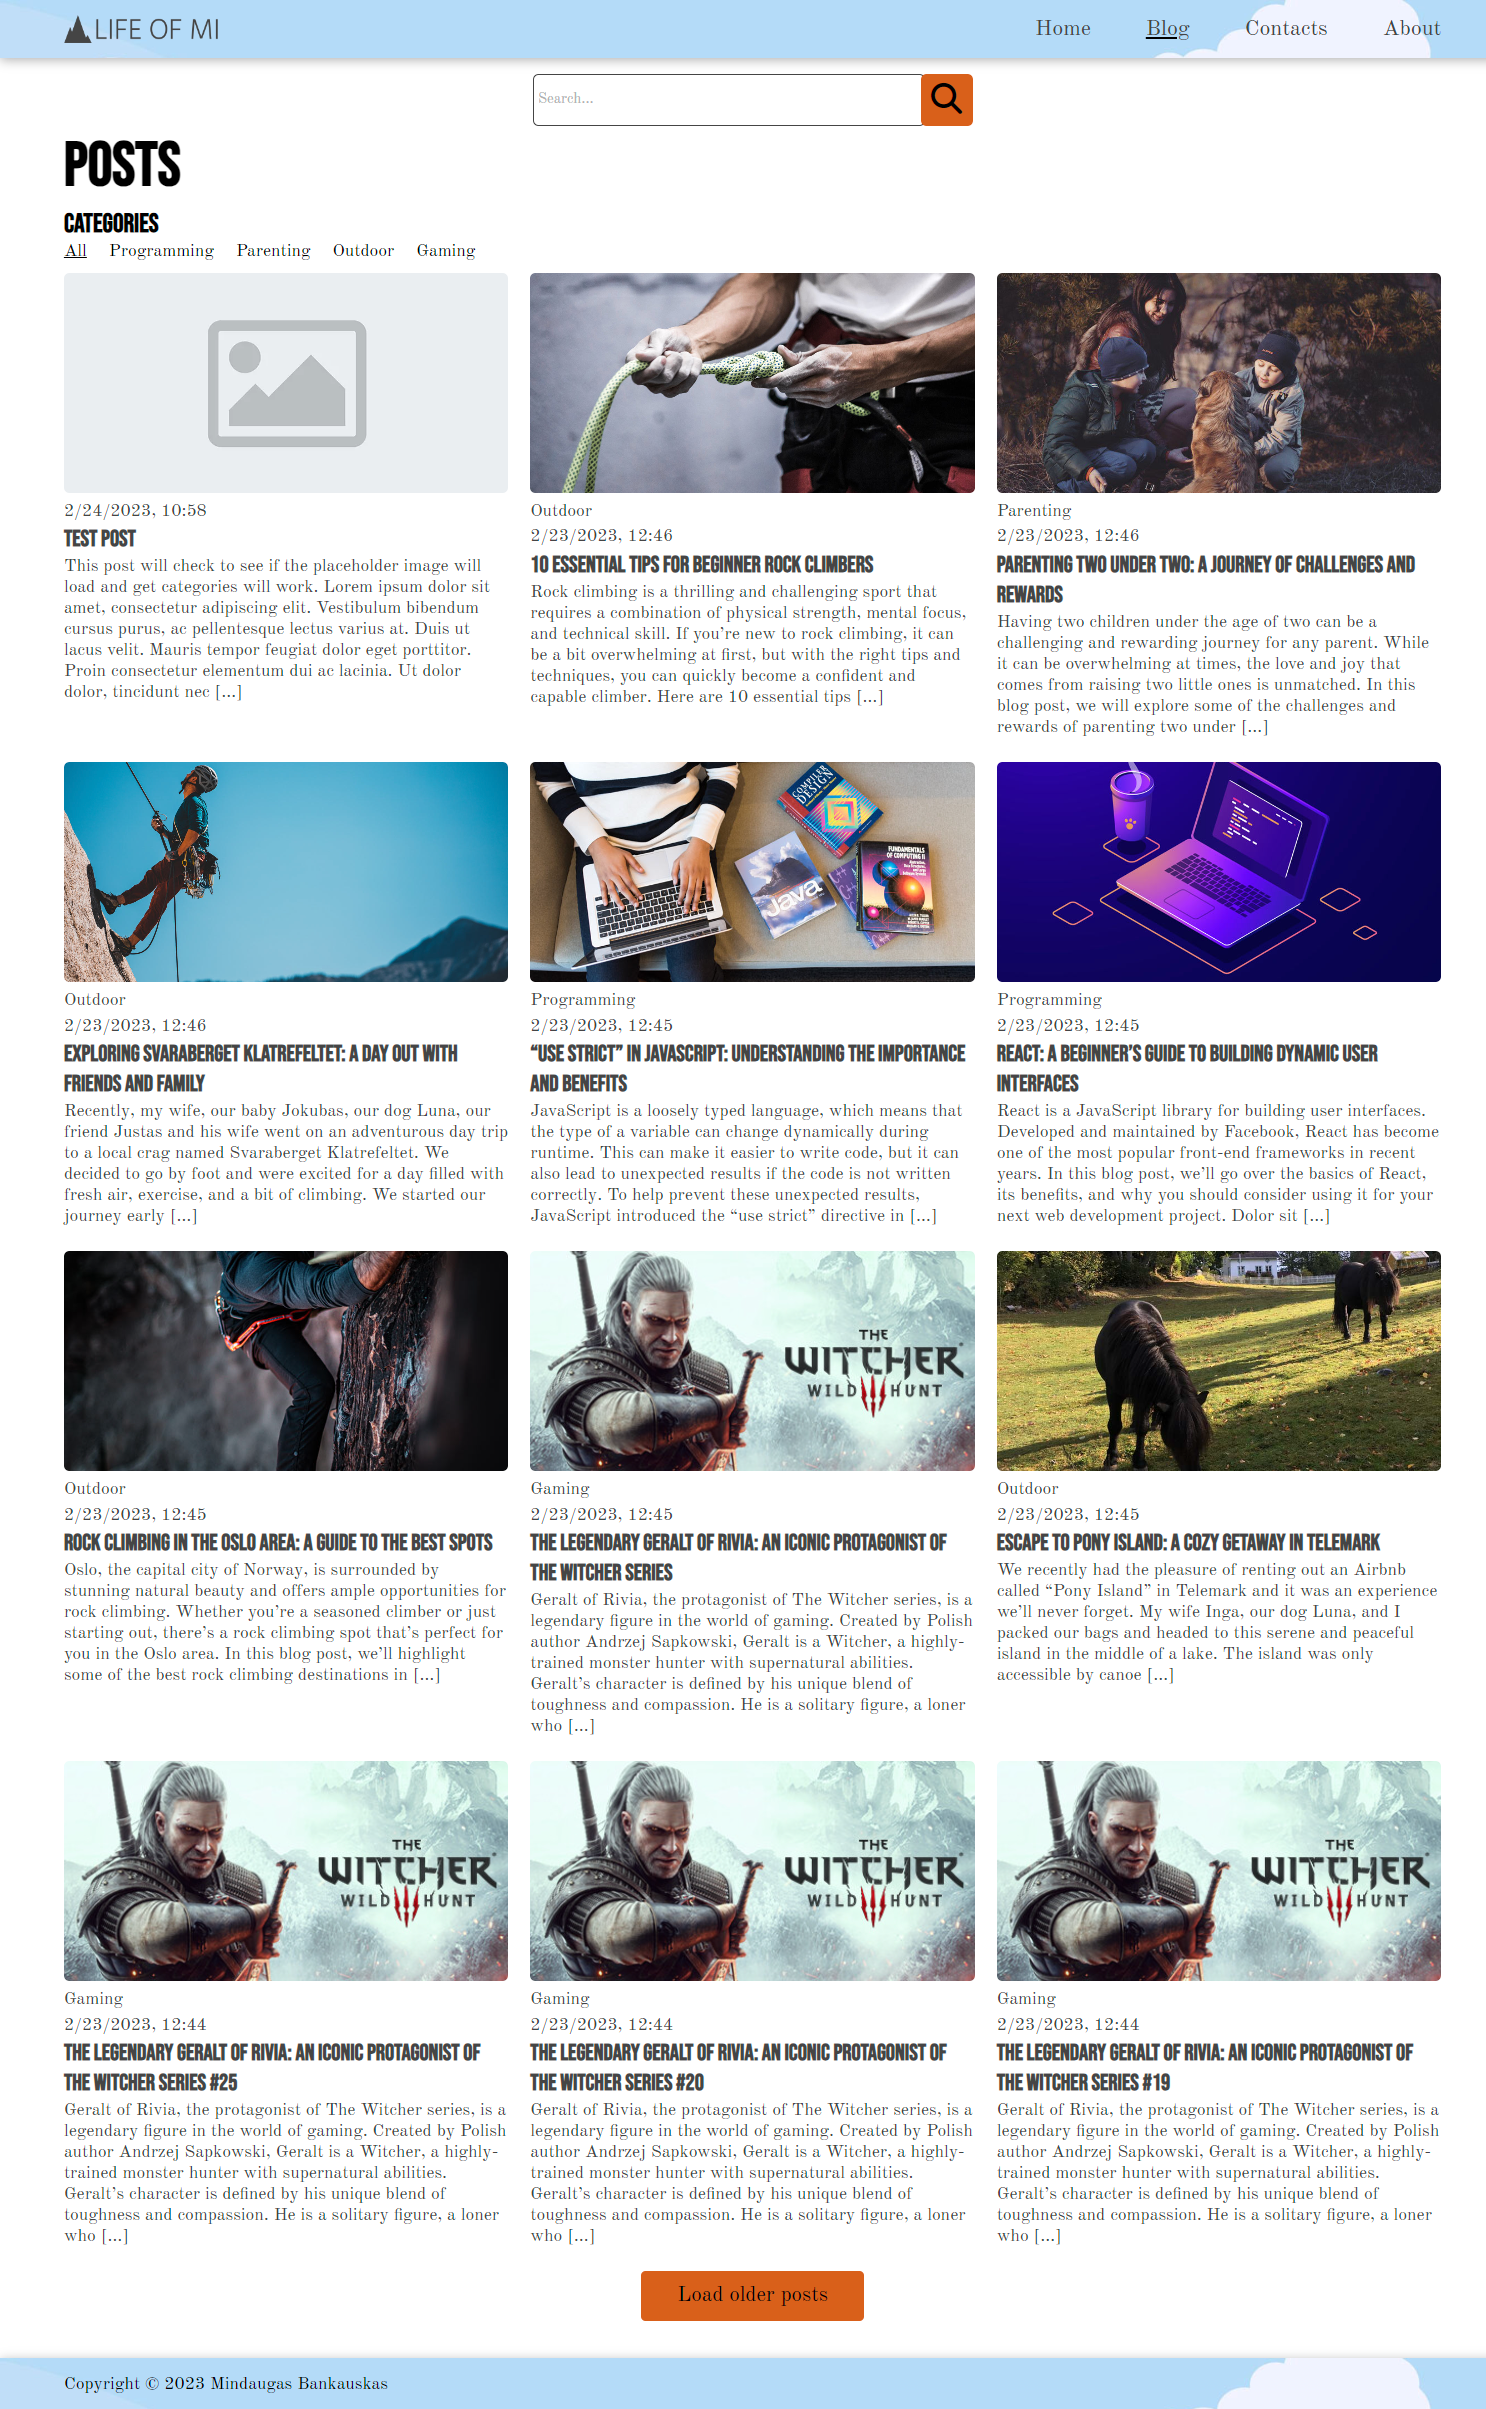 LIFE OF MI
Home
Blog
Contacts
About
Search...
POSTS
CATEGORIES
All
Programming
Parenting
Outdoor
Gaming
2/24/2023, 10:58
TEST POST
This post will check to see if the placeholder image will
load and get categories will work. Lorem ipsum dolor sit
amet, consectetur adipiscing elit. Vestibulum bibendum
cursus purus, ac pellentesque lectus varius at. Duis ut
lacus velit. Mauris tempor feugiat dolor eget porttitor.
Proin consectetur elementum dui ac lacinia. Ut dolor
dolor, tincidunt nec [...]
Outdoor
2/23/2023, 12:46
10 ESSENTIAL TIPS FOR BEGINNER ROCK CLIMBERS
Rock climbing is a thrilling and challenging sport that
requires a combination of physical strength, mental focus,
and technical skill. If you’re new to rock climbing, it can
be a bit overwhelming at first, but with the right tips and
techniques, you can quickly become a confident and
capable climber. Here are 10 essential tips [...]
Parenting
2/23/2023, 12:46
PARENTING TWO UNDER TWO: A JOURNEY OF CHALLENGES AND
REWARDS
Having two children under the age of two can be a
challenging and rewarding journey for any parent. While
it can be overwhelming at times, the love and joy that
comes from raising two little ones is unmatched. In this
blog post, we will explore some of the challenges and
rewards of parenting two under [...]
Outdoor
2/23/2023, 12:46
EXPLORING SVARABERGET KLATREFELTET: A DAY OUT WITH
FRIENDS AND FAMILY
Recently, my wife, our baby Jokubas, our dog Luna, our
friend Justas and his wife went on an adventurous day trip
to a local crag named Svaraberget Klatrefeltet. We
decided to go by foot and were excited for a day filled with
fresh air, exercise, and a bit of climbing. We started our
journey early [...]
COMPILER
DESIGN
Java
FUNDAMENTALS
OF COMPUTING II
Programming
2/23/2023, 12:45
“USE STRICT” IN JAVASCRIPT: UNDERSTANDING THE IMPORTANCE
AND BENEFITS
JavaScript is a loosely typed language, which means that
the type of a variable can change dynamically during
runtime. This can make it easier to write code, but it can
also lead to unexpected results if the code is not written
correctly. To help prevent these unexpected results,
JavaScript introduced the “use strict” directive in [...]
Programming
2/23/2023, 12:45
REACT: A BEGINNER’S GUIDE TO BUILDING DYNAMIC USER
INTERFACES
React is a JavaScript library for building user interfaces.
Developed and maintained by Facebook, React has become
one of the most popular front-end frameworks in recent
years. In this blog post, we’ll go over the basics of React,
its benefits, and why you should consider using it for your
next web development project. Dolor sit [...]
Outdoor
2/23/2023, 12:45
ROCK CLIMBING IN THE OSLO AREA: A GUIDE TO THE BEST SPOTS
Oslo, the capital city of Norway, is surrounded by
stunning natural beauty and offers ample opportunities for
rock climbing. Whether you’re a seasoned climber or just
starting out, there’s a rock climbing spot that’s perfect for
you in the Oslo area. In this blog post, we’ll highlight
some of the best rock climbing destinations in [...]
THE
WITCHER
WILD HUNT
Gaming
2/23/2023, 12:45
THE LEGENDARY GERALT OF RIVIA: AN ICONIC PROTAGONIST OF
THE WITCHER SERIES
Geralt of Rivia, the protagonist of The Witcher series, is a
legendary figure in the world of gaming. Created by Polish
author Andrzej Sapkowski, Geralt is a Witcher, a highly-
trained monster hunter with supernatural abilities.
Geralt’s character is defined by his unique blend of
toughness and compassion. He is a solitary figure, a loner
who [...]
Outdoor
2/23/2023, 12:45
ESCAPE TO PONY ISLAND: A COZY GETAWAY IN TELEMARK
We recently had the pleasure of renting out an Airbnb
called “Pony Island” in Telemark and it was an experience
we’ll never forget. My wife Inga, our dog Luna, and I
packed our bags and headed to this serene and peaceful
island in the middle of a lake. The island was only
accessible by canoe [...]
THE
WITCHER
WILD HUNT
Gaming
2/23/2023, 12:44
THE LEGENDARY GERALT OF RIVIA: AN ICONIC PROTAGONIST OF
THE WITCHER SERIES #25
Geralt of Rivia, the protagonist of The Witcher series, is a
legendary figure in the world of gaming. Created by Polish
author Andrzej Sapkowski, Geralt is a Witcher, a highly-
trained monster hunter with supernatural abilities.
Geralt’s character is defined by his unique blend of
toughness and compassion. He is a solitary figure, a loner
who [...]
THE
WITCHER
WILD HUNT
Gaming
2/23/2023, 12:44
THE LEGENDARY GERALT OF RIVIA: AN ICONIC PROTAGONIST OF
THE WITCHER SERIES #20
Geralt of Rivia, the protagonist of The Witcher series, is a
legendary figure in the world of gaming. Created by Polish
author Andrzej Sapkowski, Geralt is a Witcher, a highly-
trained monster hunter with supernatural abilities.
Geralt’s character is defined by his unique blend of
toughness and compassion. He is a solitary figure, a loner
who [...]
THE
WITCHER
WILD HUNT
Gaming
2/23/2023, 12:44
THE LEGENDARY GERALT OF RIVIA: AN ICONIC PROTAGONIST OF
THE WITCHER SERIES #19
Geralt of Rivia, the protagonist of The Witcher series, is a
legendary figure in the world of gaming. Created by Polish
author Andrzej Sapkowski, Geralt is a Witcher, a highly-
trained monster hunter with supernatural abilities.
Geralt’s character is defined by his unique blend of
toughness and compassion. He is a solitary figure, a loner
who [...]
Load older posts
Copyright © 2023 Mindaugas Bankauskas